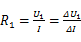 R₁ = U₁/I = ΔU₁/ΔI